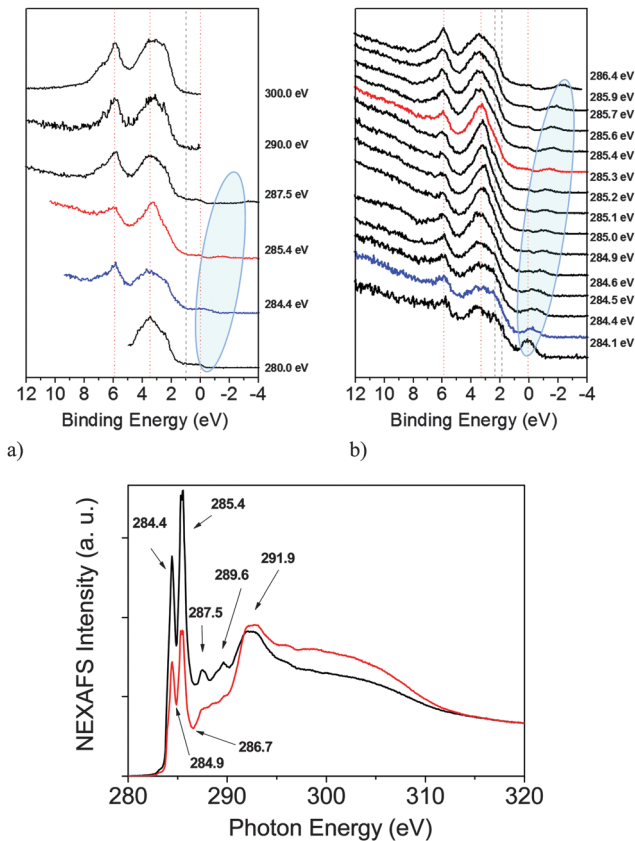 300.0 eV
290.0 eV
287.5 eV
285.4 eV
284.4 eV
280.0 eV
12 10 8 6 4 2 0 -2 -4
Binding Energy (eV)
a)
286.4 eV
285.9 eV
285.7 eV
285.6 eV
285.4 eV
285.3 eV
285.2 eV
285.1 eV
285.0 eV
284.9 eV
284.6 eV
284.5 eV
284.4 eV
284.1 eV
12 10 8 6 4 2 0 -2 -4
Binding Energy (eV)
b)
NEXAFS Intensity (a. u.)
285.4
284.4
289.6
291.9
287.5
286.7
284.9
280 290 300 310 320
Photon Energy (eV)